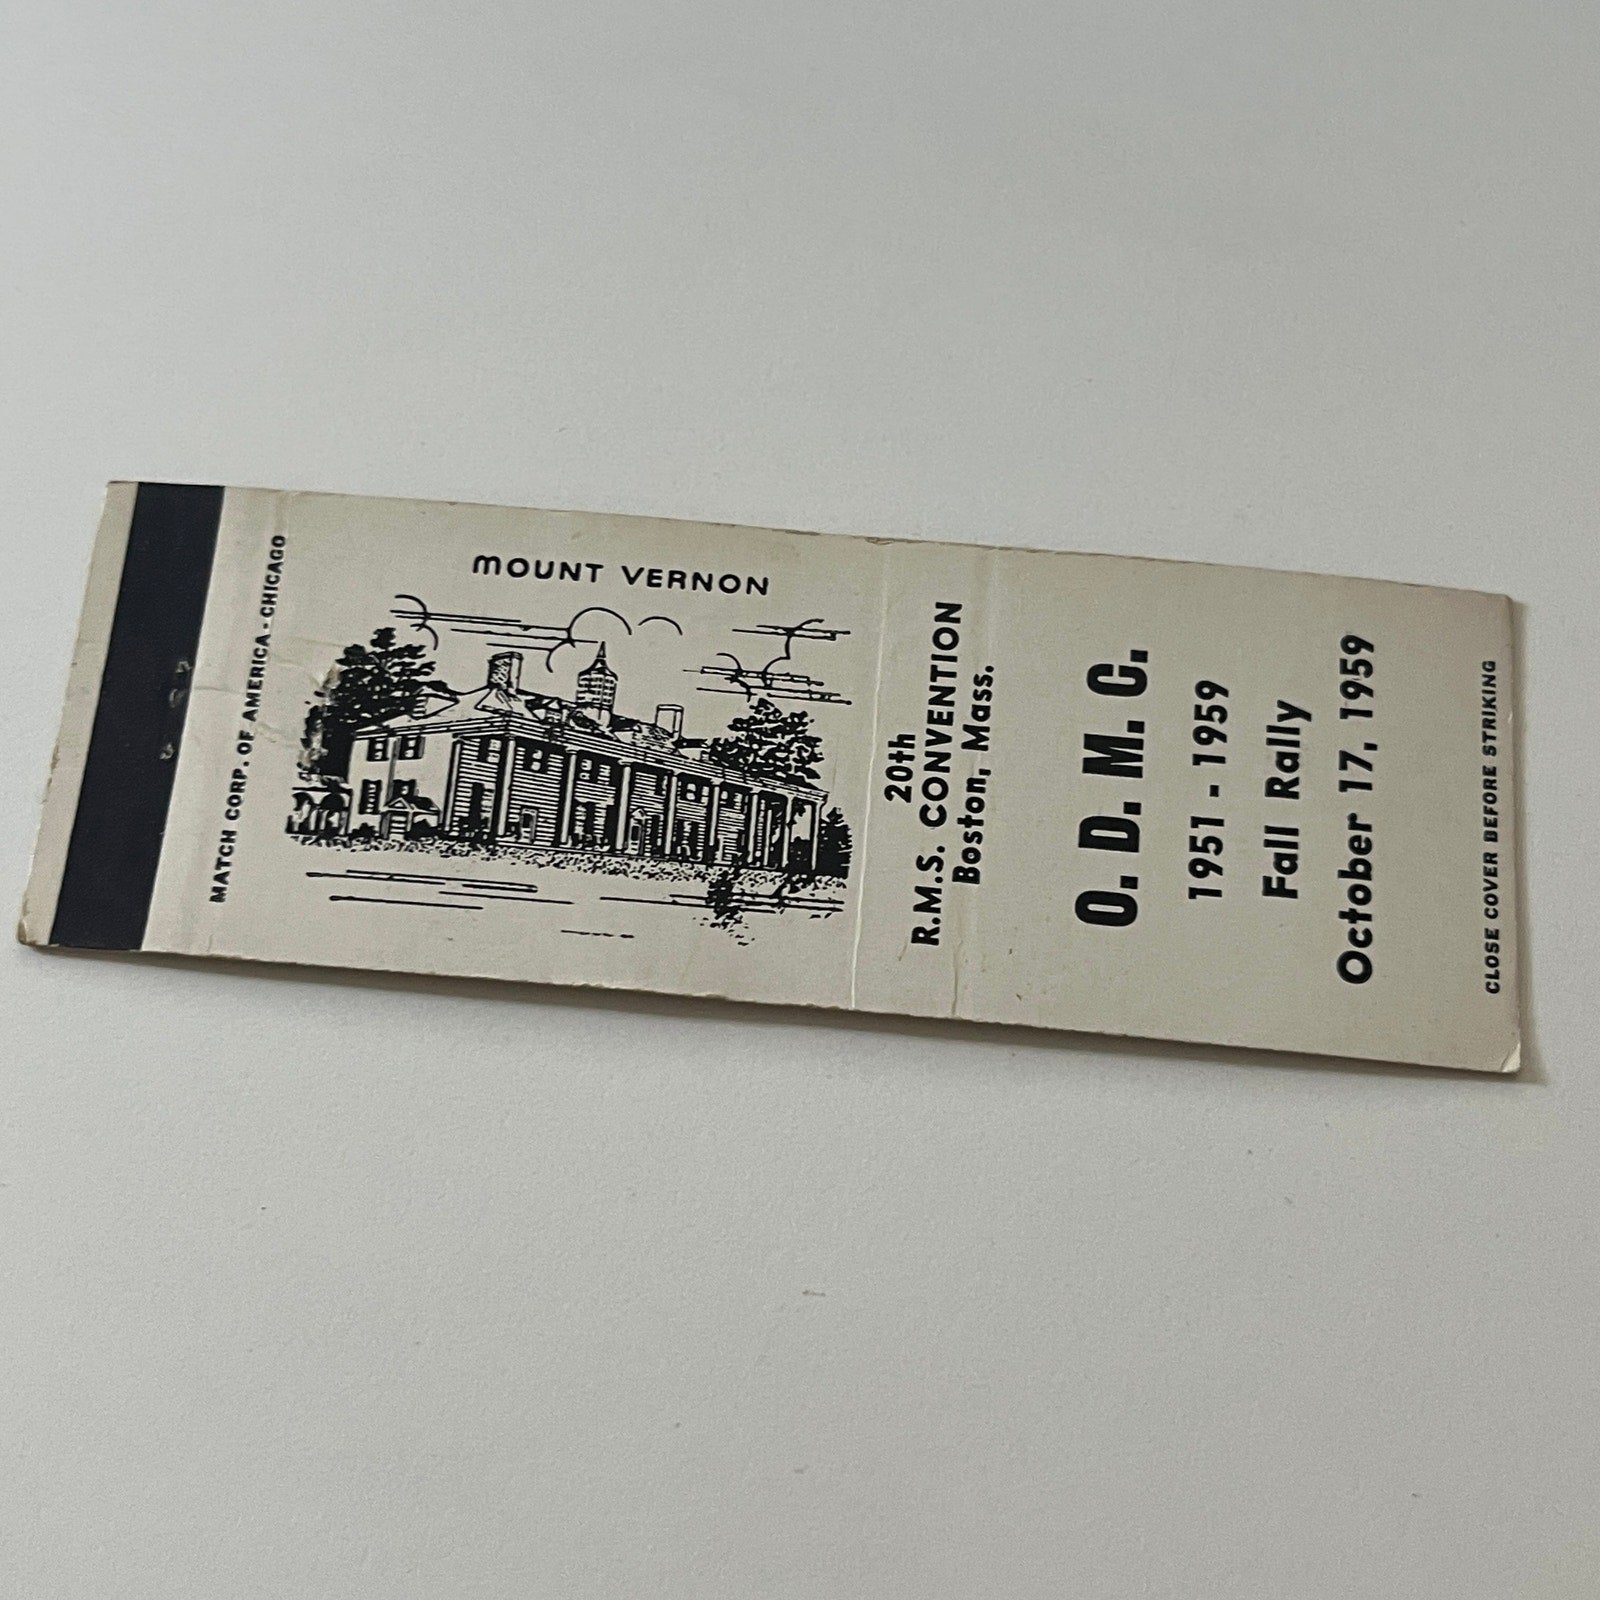 MATCH CORP. OF AMERICA - CHICAGO
MOUNT VERNON
20th
R.M.S. CONVENTION
Boston, Mass.
O. D. M. C.
1951 - 1959
Fall Rally
October 17, 1959
CLOSE COVER BEFORE STRIKING